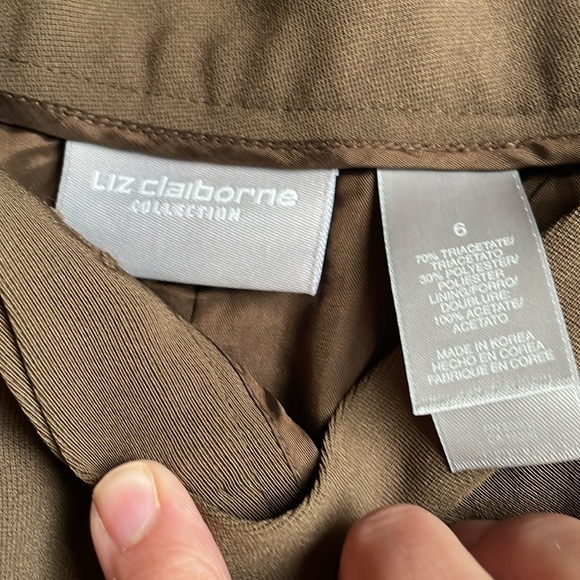 Liz claiborne
COLLECTION
6
70% TRIACETATE/
TRIACETATO
30% POLYESTER/
POLIESTER
LINING/FORRO/
DOUBLURE:
100% ACETATE/
ACETATO
MADE IN KOREA
HECHO EN COREA
FABRIQUE EN COREE